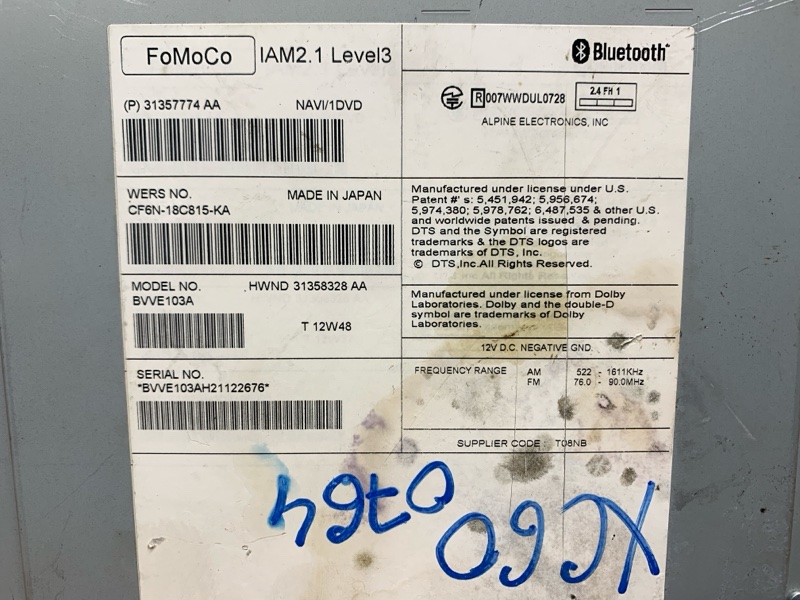 FoMoCo IAM2.1 Level3
(P) 31357774 AA NAVI/1DVD
WERS NO. MADE IN JAPAN
CF6N-18C815-KA
MODEL NO. HWND 31358328 AA
BVVE103A
T 12W48
SERIAL NO.
*BVVE103AH21122676*
Bluetooth
R 007WWDUL0728 2.4 FH 1
ALPINE ELECTRONICS, INC
Manufactured under license under U.S.
Patent #' s: 5,451,942; 5,956,674;
5,974,380; 5,978,762; 6,487,535 & other U.S.
and worldwide patents issued & pending.
DTS and the Symbol are registered
trademarks & the DTS logos are
trademarks of DTS, Inc.
© DTS,Inc.All Rights Reserved.
Manufactured under license from Dolby
Laboratories. Dolby and the double-D
symbol are trademarks of Dolby
Laboratories.
12V D.C. NEGATIVE GND.
FREQUENCY RANGE AM 522 - 1611KHz
FM 76.0 - 90.0MHz
SUPPLIER CODE : T08NB
XC60
0764